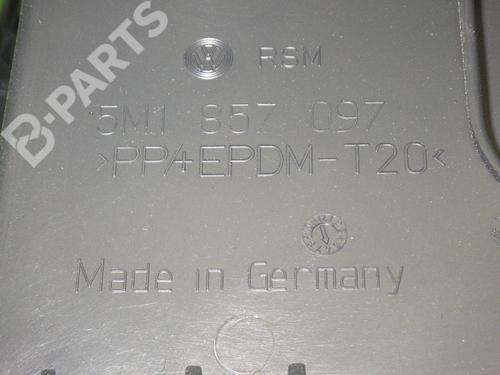 B-PARTS
RSM
5M1 857 097
>PP/+EPDM-T20<
Made in Germany